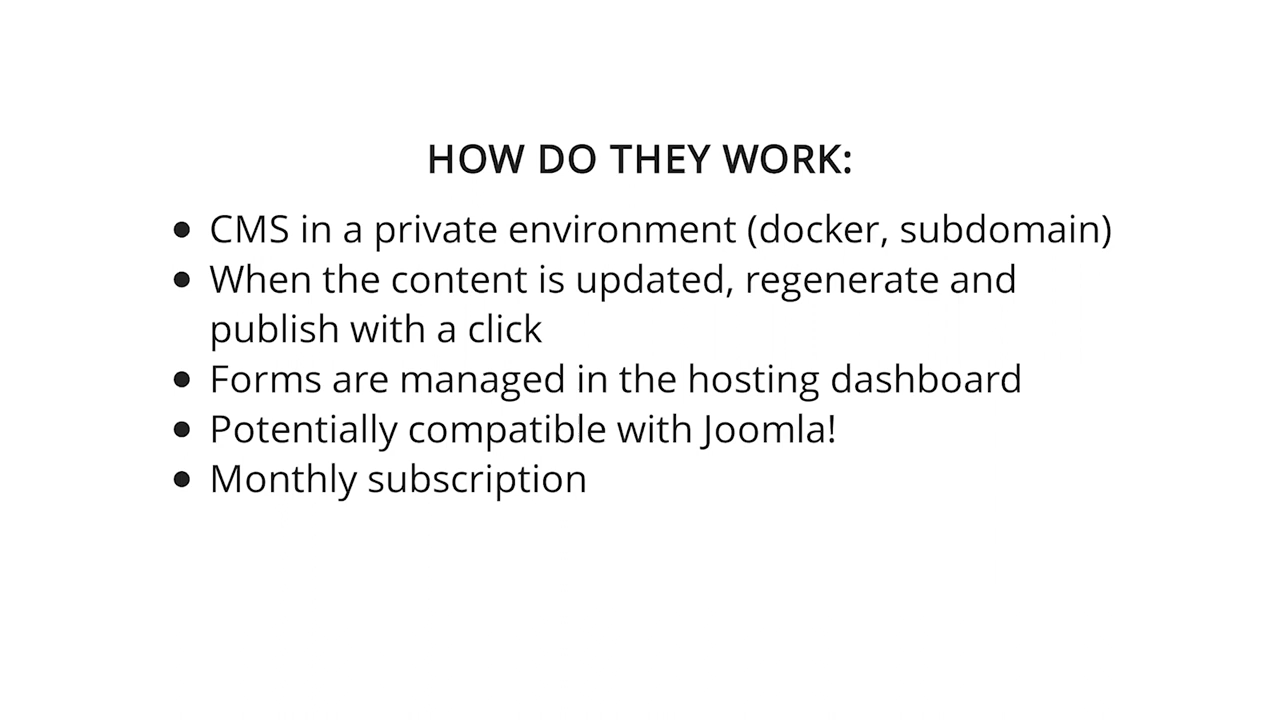 HOW DO THEY WORK:
• CMS in a private environment (docker, subdomain)
• When the content is updated, regenerate and
publish with a click
• Forms are managed in the hosting dashboard
• Potentially compatible with Joomla!
• Monthly subscription